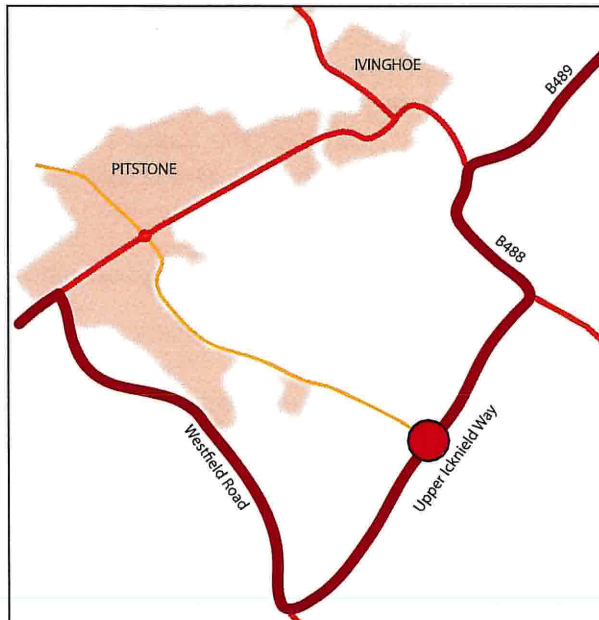 IVINGHOE
B489
PITSTONE
B488
Westfield Road
Upper Icknield Way